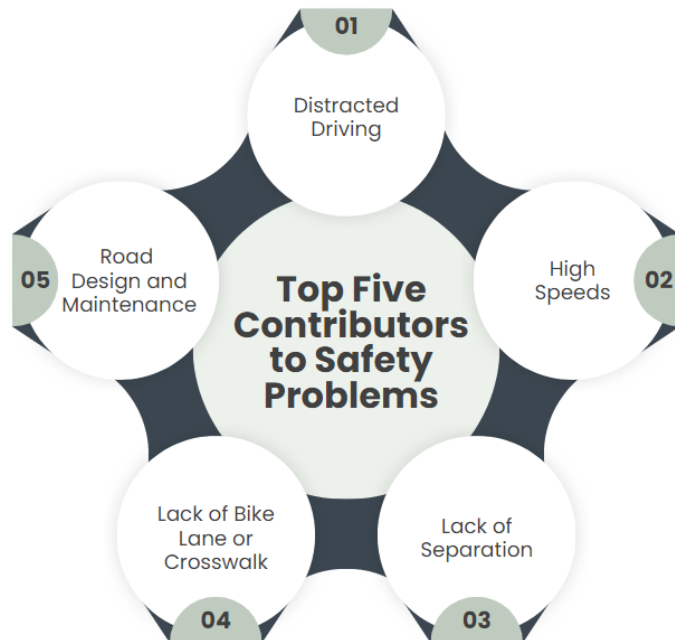 01
Distracted
Driving
Top Five
Contributors
to Safety
Problems
02
High
Speeds
03
Lack of
Separation
04
Lack of Bike
Lane or
Crosswalk
05
Road
Design and
Maintenance